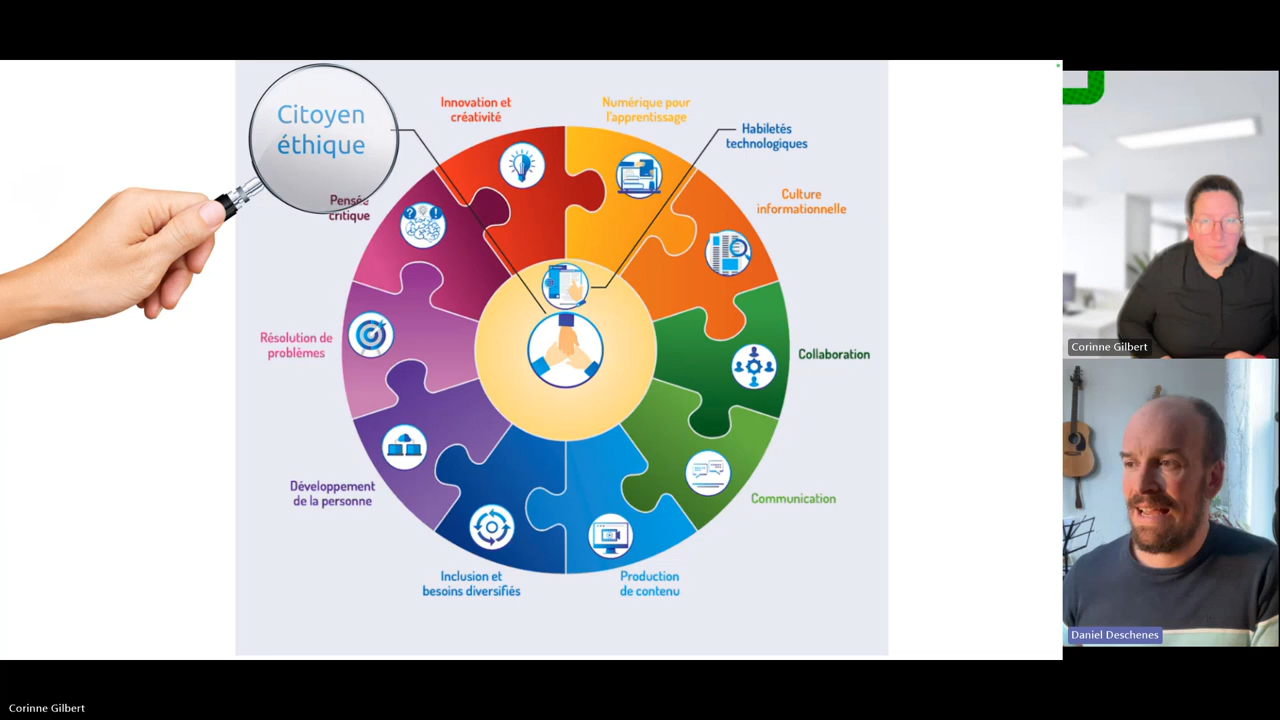 Citoyen
éthique
Innovation et
créativité
Numérique pour
l'apprentissage
Habiletés
technologiques
Culture
informationnelle
Pensée
critique
Résolution de
problèmes
Collaboration
Développement
de la personne
Communication
Inclusion et
besoins diversifiés
Production
de contenu
Corinne Gilbert
Daniel Deschenes
Corinne Gilbert